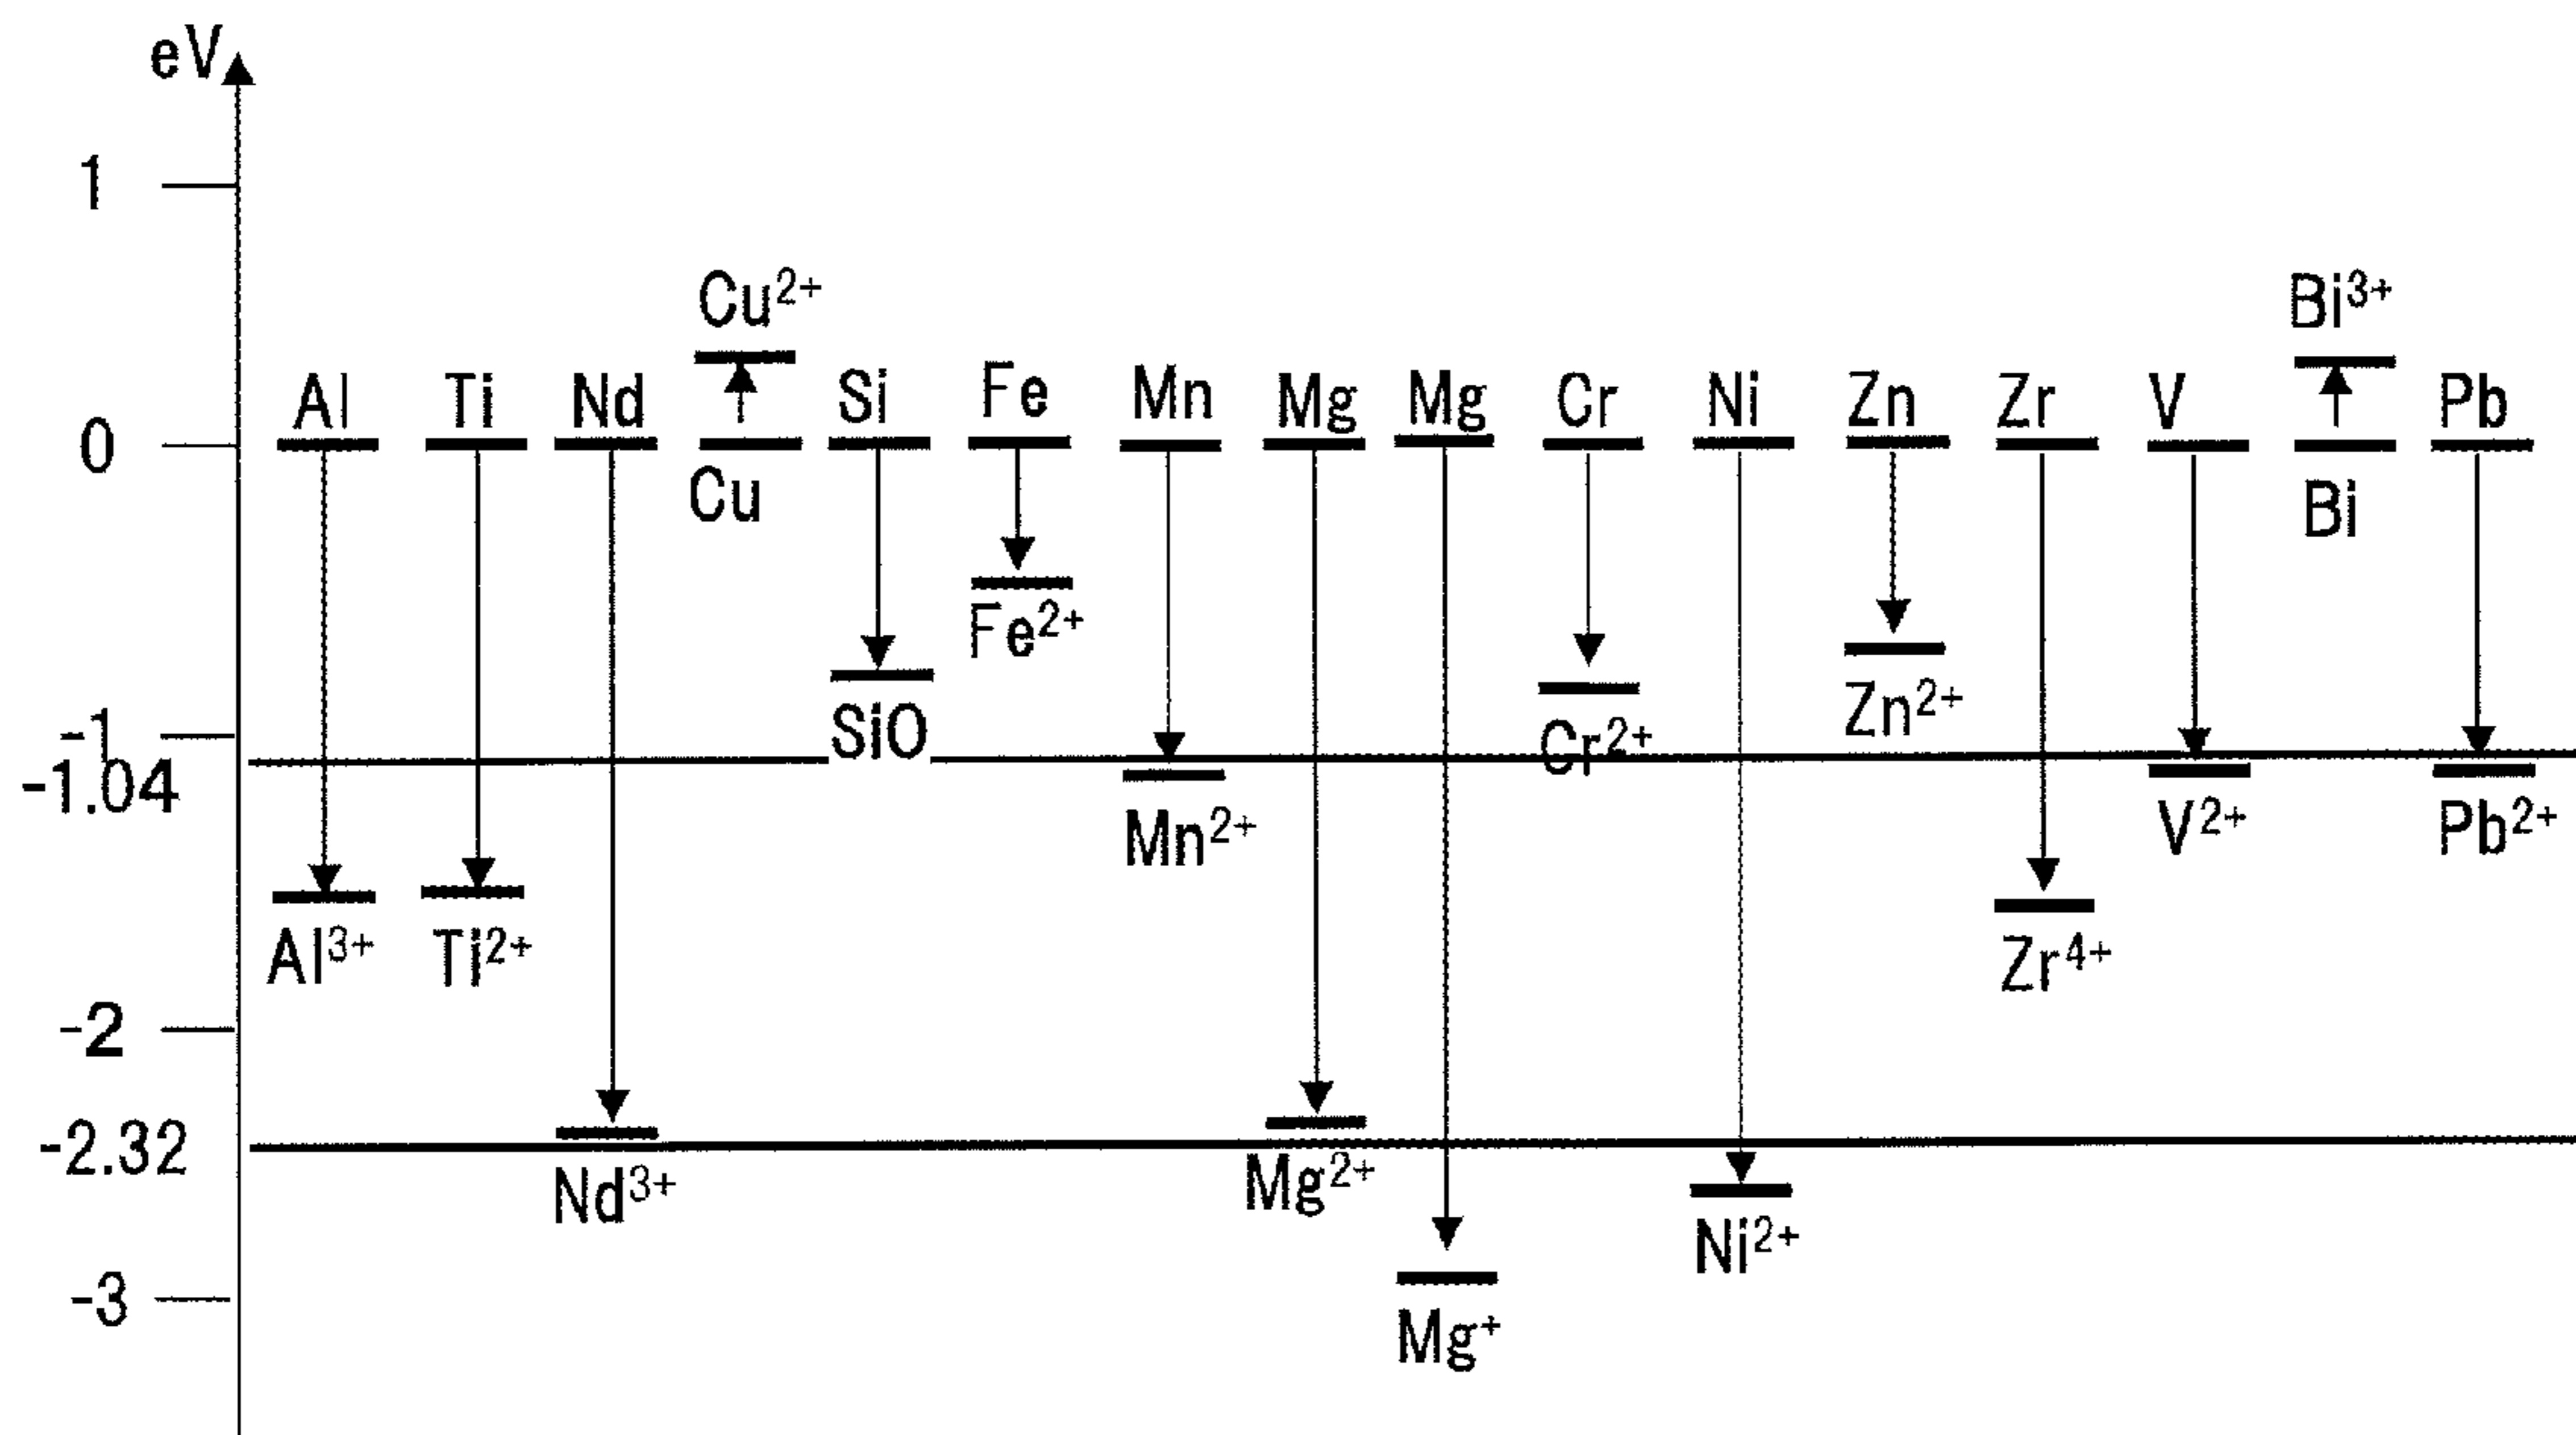 eV
1
Cu²⁺
Bi³⁺
Al Ti Nd Si Fe Mn Mg Mg Cr Ni Zn Zr V Pb
0
Cu Bi
Fe²⁺
Zn²⁺
SiO
-1
Cr²⁺
-1.04
Mn²⁺ V²⁺ Pb²⁺
Al³⁺ Ti²⁺ Zr⁴⁺
-2
-2.32
Nd³⁺ Mg²⁺
Ni²⁺
-3
Mg⁺